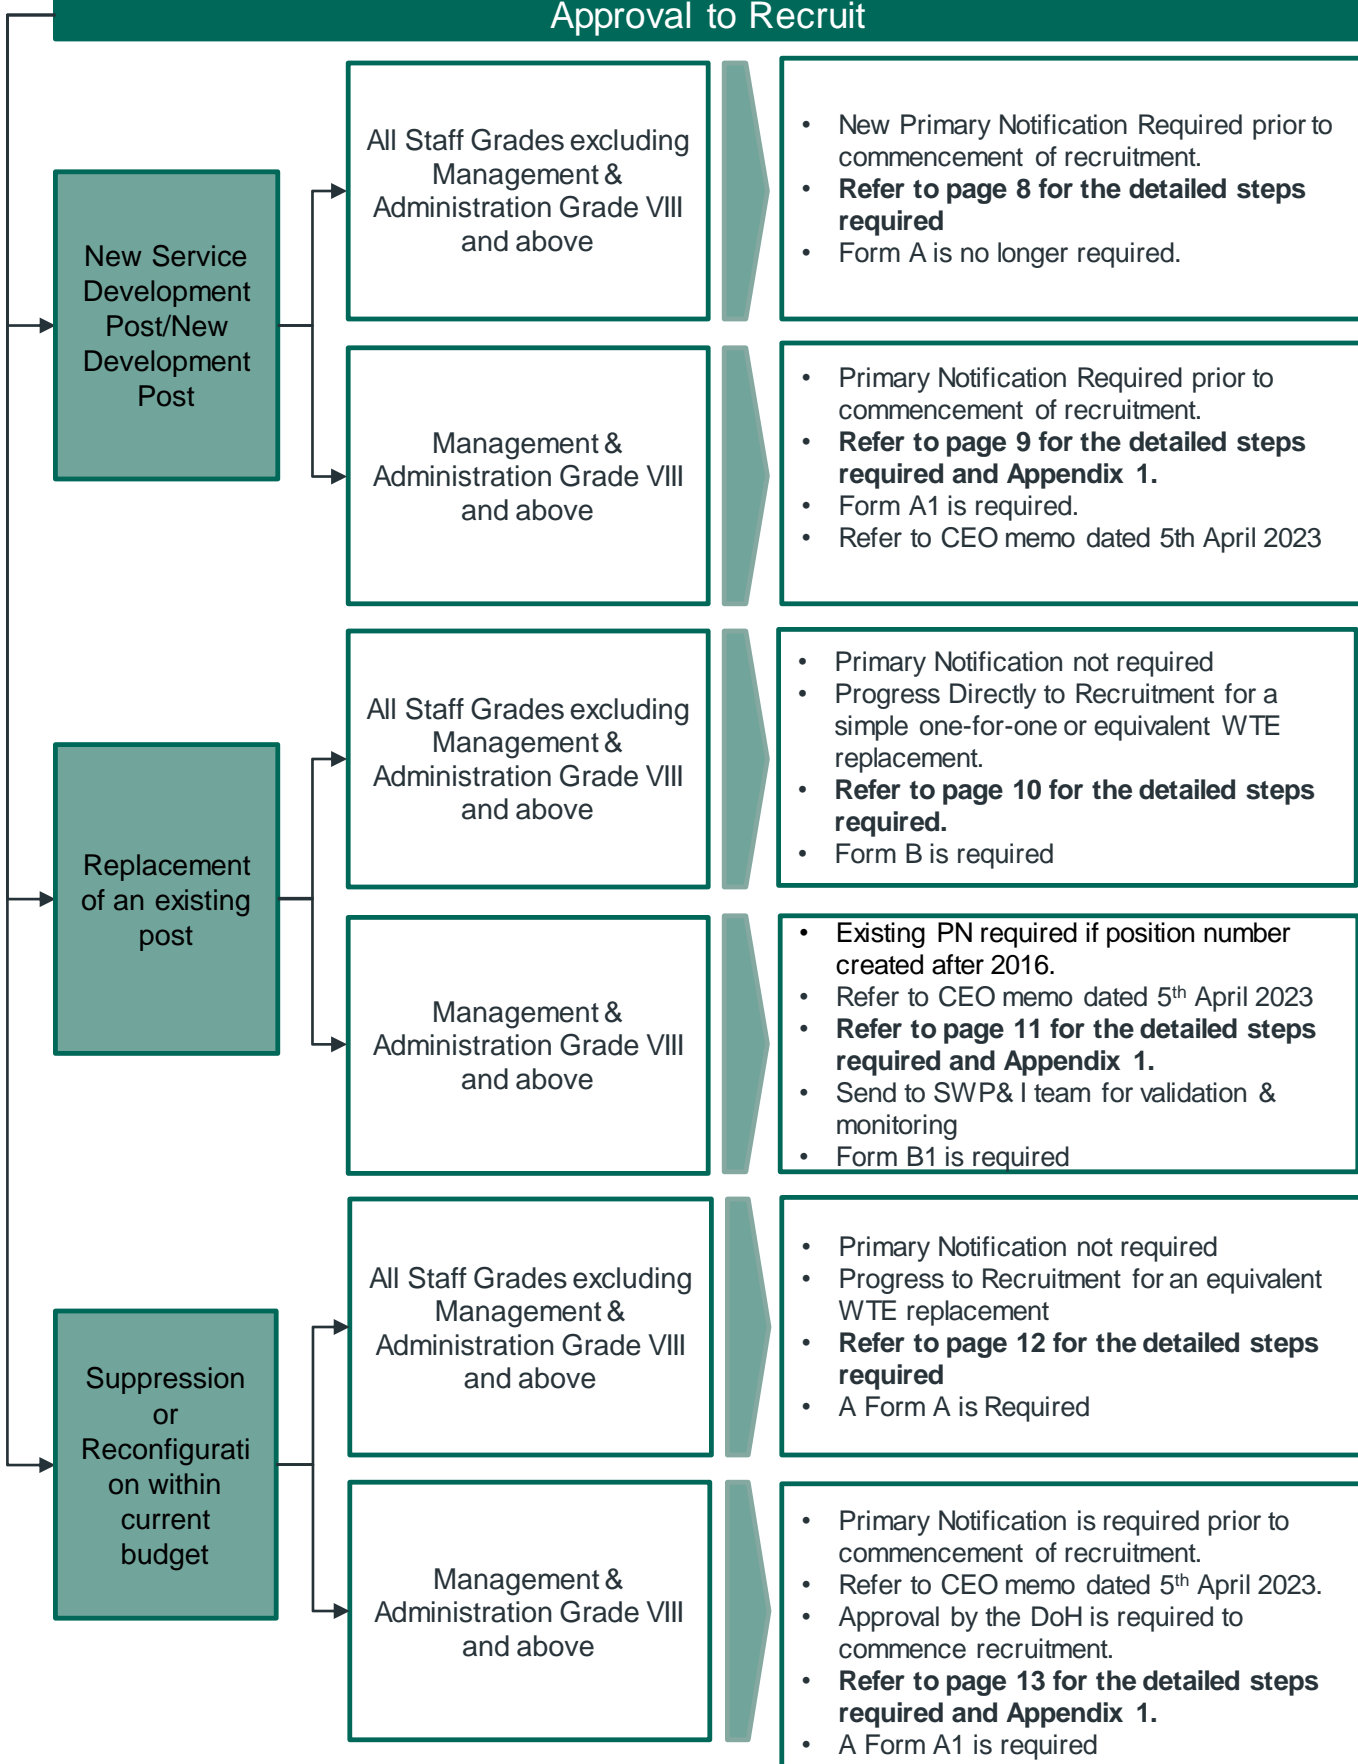 Approval to Recruit
New Service
Development
Post/New
Development
Post
All Staff Grades excluding
Management &
Administration Grade VIII
and above
• New Primary Notification Required prior to
commencement of recruitment.
• Refer to page 8 for the detailed steps
required
• Form A is no longer required.
Management &
Administration Grade VIII
and above
• Primary Notification Required prior to
commencement of recruitment.
• Refer to page 9 for the detailed steps
required and Appendix 1.
• Form A1 is required.
• Refer to CEO memo dated 5th April 2023
Replacement
of an existing
post
All Staff Grades excluding
Management &
Administration Grade VIII
and above
• Primary Notification not required
• Progress Directly to Recruitment for a
simple one-for-one or equivalent WTE
replacement.
• Refer to page 10 for the detailed steps
required.
• Form B is required
Management &
Administration Grade VIII
and above
• Existing PN required if position number
created after 2016.
• Refer to CEO memo dated 5th April 2023
• Refer to page 11 for the detailed steps
required and Appendix 1.
• Send to SWP& I team for validation &
monitoring
• Form B1 is required
Suppression
or
Reconfigurati
on within
current
budget
All Staff Grades excluding
Management &
Administration Grade VIII
and above
• Primary Notification not required
• Progress to Recruitment for an equivalent
WTE replacement
• Refer to page 12 for the detailed steps
required
• A Form A is Required
Management &
Administration Grade VIII
and above
• Primary Notification is required prior to
commencement of recruitment.
• Refer to CEO memo dated 5th April 2023.
• Approval by the DoH is required to
commence recruitment.
• Refer to page 13 for the detailed steps
required and Appendix 1.
• A Form A1 is required